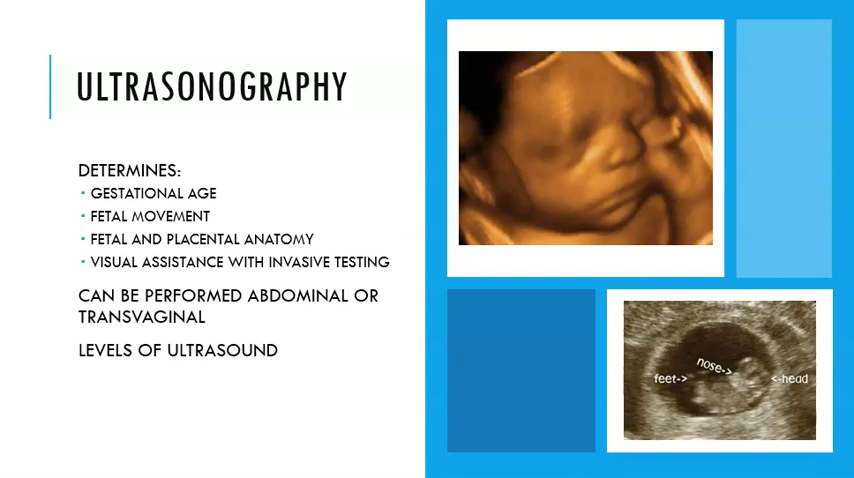 ULTRASONOGRAPHY
DETERMINES:
▪ GESTATIONAL AGE
▪ FETAL MOVEMENT
▪ FETAL AND PLACENTAL ANATOMY
▪ VISUAL ASSISTANCE WITH INVASIVE TESTING
CAN BE PERFORMED ABDOMINAL OR
TRANSVAGINAL
LEVELS OF ULTRASOUND
nose->
feet->
<-head